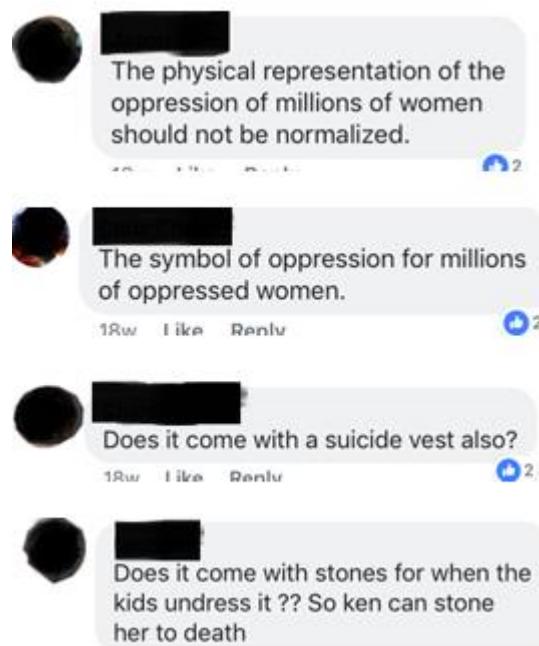 The physical representation of the
oppression of millions of women
should not be normalized.
2
The symbol of oppression for millions
of oppressed women.
18w Like Reply
2
Does it come with a suicide vest also?
18w Like Reply
2
Does it come with stones for when the
kids undress it ?? So ken can stone
her to death